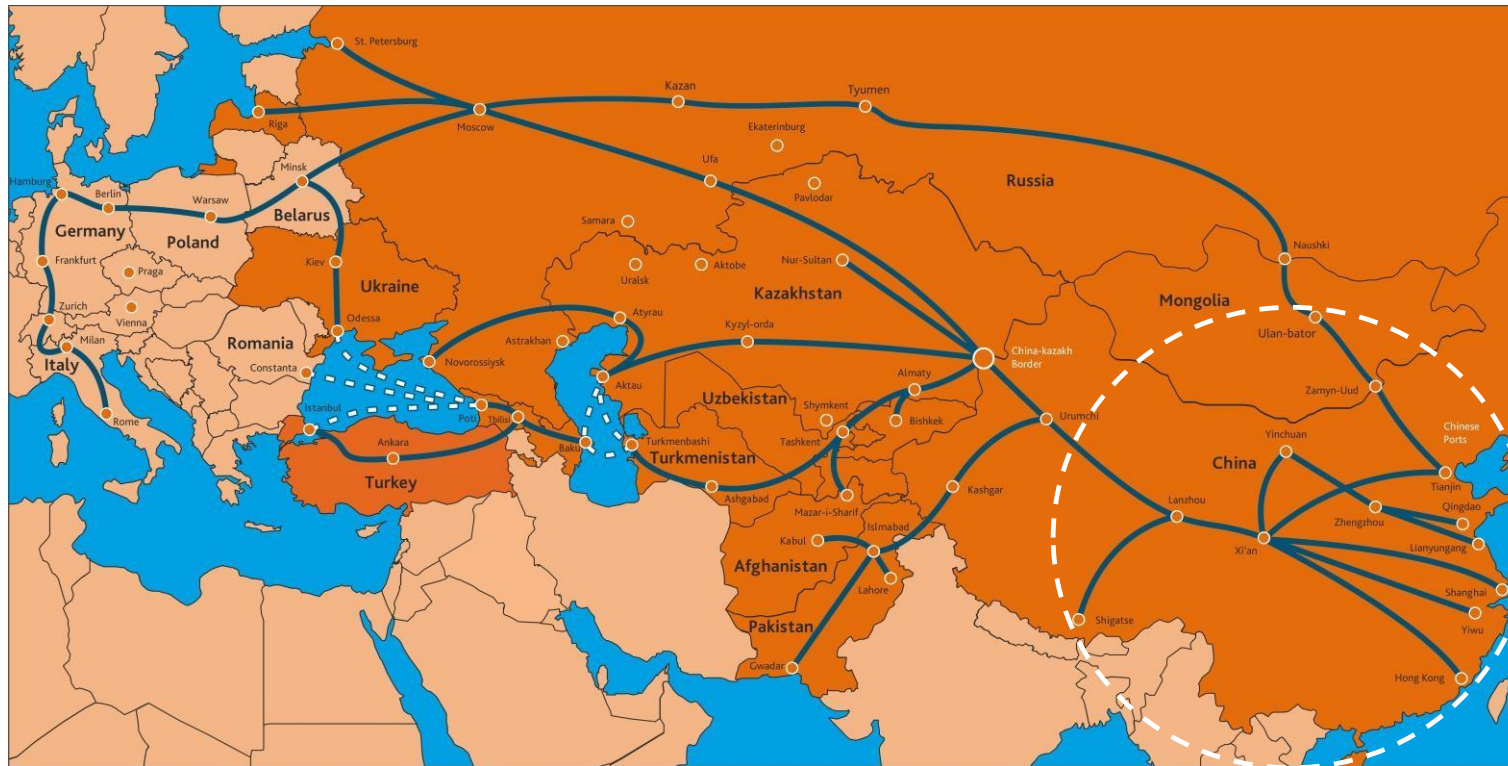 St. Petersburg
Kazan
Tyumen
Riga
Moscow
Ekaterinburg
Ufa
Minsk
Russia
Hamburg
Berlin
Warsaw
Pavlodar
Belarus
Samara
Germany
Poland
Naushki
Frankfurt
Praga
Kiev
Uralsk
Aktobe
Nur-Sultan
Ukraine
Kazakhstan
Mongolia
Zurich
Vienna
Odessa
Atyrau
Kyzyl-orda
Ulan-bator
Milan
Romania
Astrakhan
China-kazakh
Border
Italy
Constanta
Novorossiysk
Aktau
Almaty
Zamyn-Uud
Uzbekistan
Rome
Istanbul
Poti
Tbilisi
Shymkent
Bishkek
Urumchi
Chinese
Ports
Yinchuan
Ankara
Baku
Turkmenbashi
Tashkent
Turkmenistan
China
Turkey
Tianjin
Ashgabad
Kashgar
Mazar-i-Sharif
Lanzhou
Qingdao
Zhengzhou
Islmabad
Kabul
Xi'an
Lianyungang
Afghanistan
Lahore
Shanghai
Shigatse
Yiwu
Pakistan
Gwadar
Hong Kong